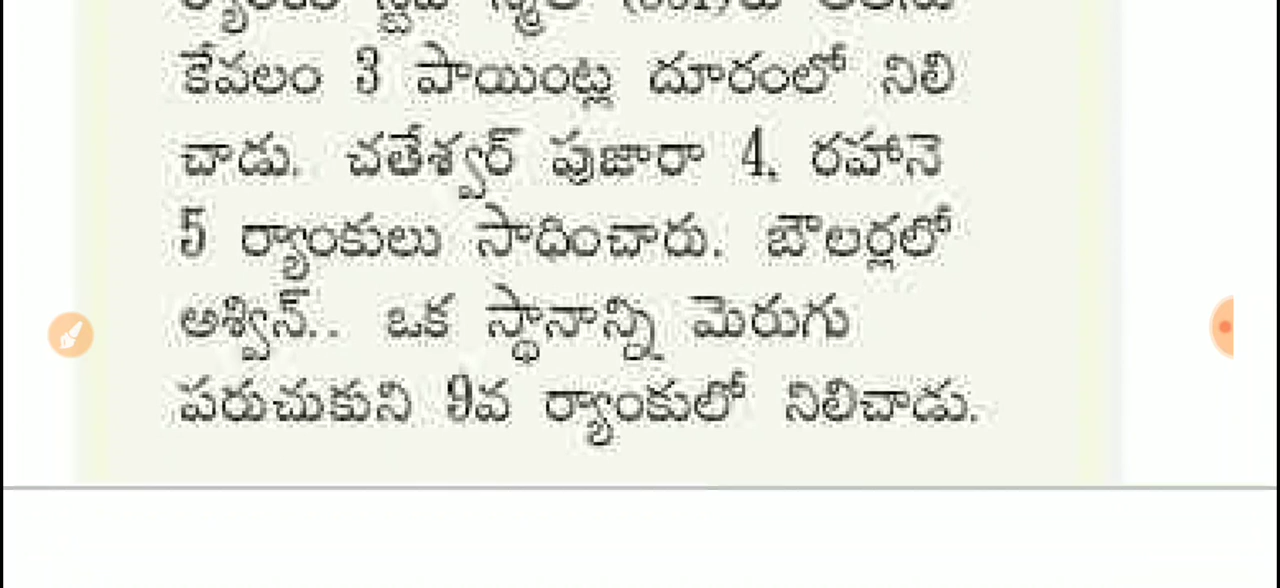 కేవలం 3 పాయింట్ల దూరంలో నిలి
చాడు. చతేశ్వర్ పుజారా 4, రహానె
5 ర్యాంకులు సాధించారు. బౌలర్లలో
అశ్విన్.. ఒక స్థానాన్ని మెరుగు
పరుచుకుని 9వ ర్యాంకులో నిలిచాడు.